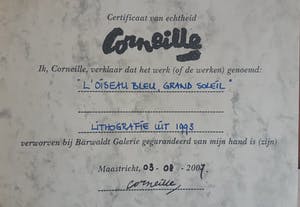 Certificaat van echtheid
Corneille
Ik, Corneille, verklaar dat het werk (of de werken) genoemd:
"L'OISEAU BLEU, GRAND SOLEIL"
LITHOGRAFIE UIT 1993
verworven bij Bärwaldt Galerie gegarandeerd van mijn hand is (zijn)
Maastricht, 03-08-2007.
Corneille